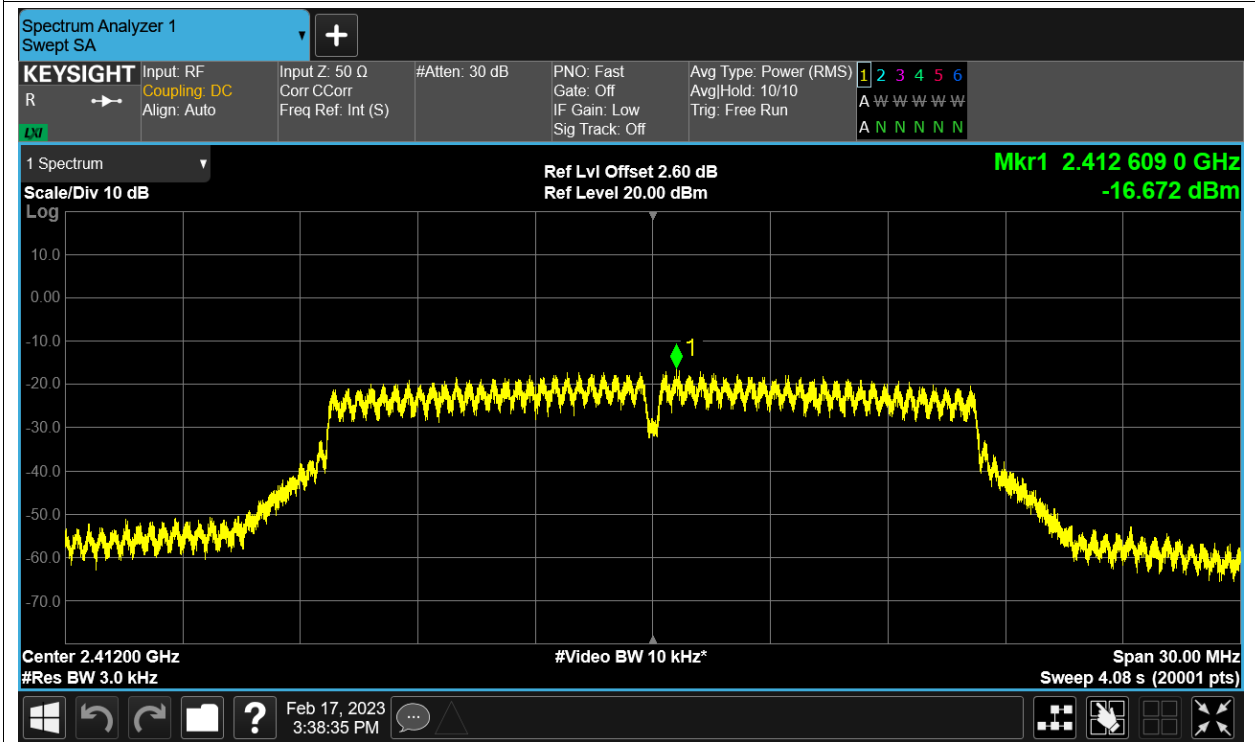 Spectrum Analyzer 1
Swept SA
+
KEYSIGHT
R
LXI
Input: RF
Coupling: DC
Align: Auto
Input Z: 50 Ω
Corr CCorr
Freq Ref: Int (S)
#Atten: 30 dB
PNO: Fast
Gate: Off
IF Gain: Low
Sig Track: Off
Avg Type: Power (RMS)
Avg|Hold: 10/10
Trig: Free Run
1 2 3 4 5 6
A W W W W W
A N N N N N
1 Spectrum
Scale/Div 10 dB
Log
Ref Lvl Offset 2.60 dB
Ref Level 20.00 dBm
Mkr1 2.412 609 0 GHz
-16.672 dBm
10.0
0.00
-10.0
1
-20.0
-30.0
-40.0
-50.0
-60.0
-70.0
Center 2.41200 GHz
#Video BW 10 kHz*
Span 30.00 MHz
#Res BW 3.0 kHz
Sweep 4.08 s (20001 pts)
?
Feb 17, 2023
3:38:35 PM